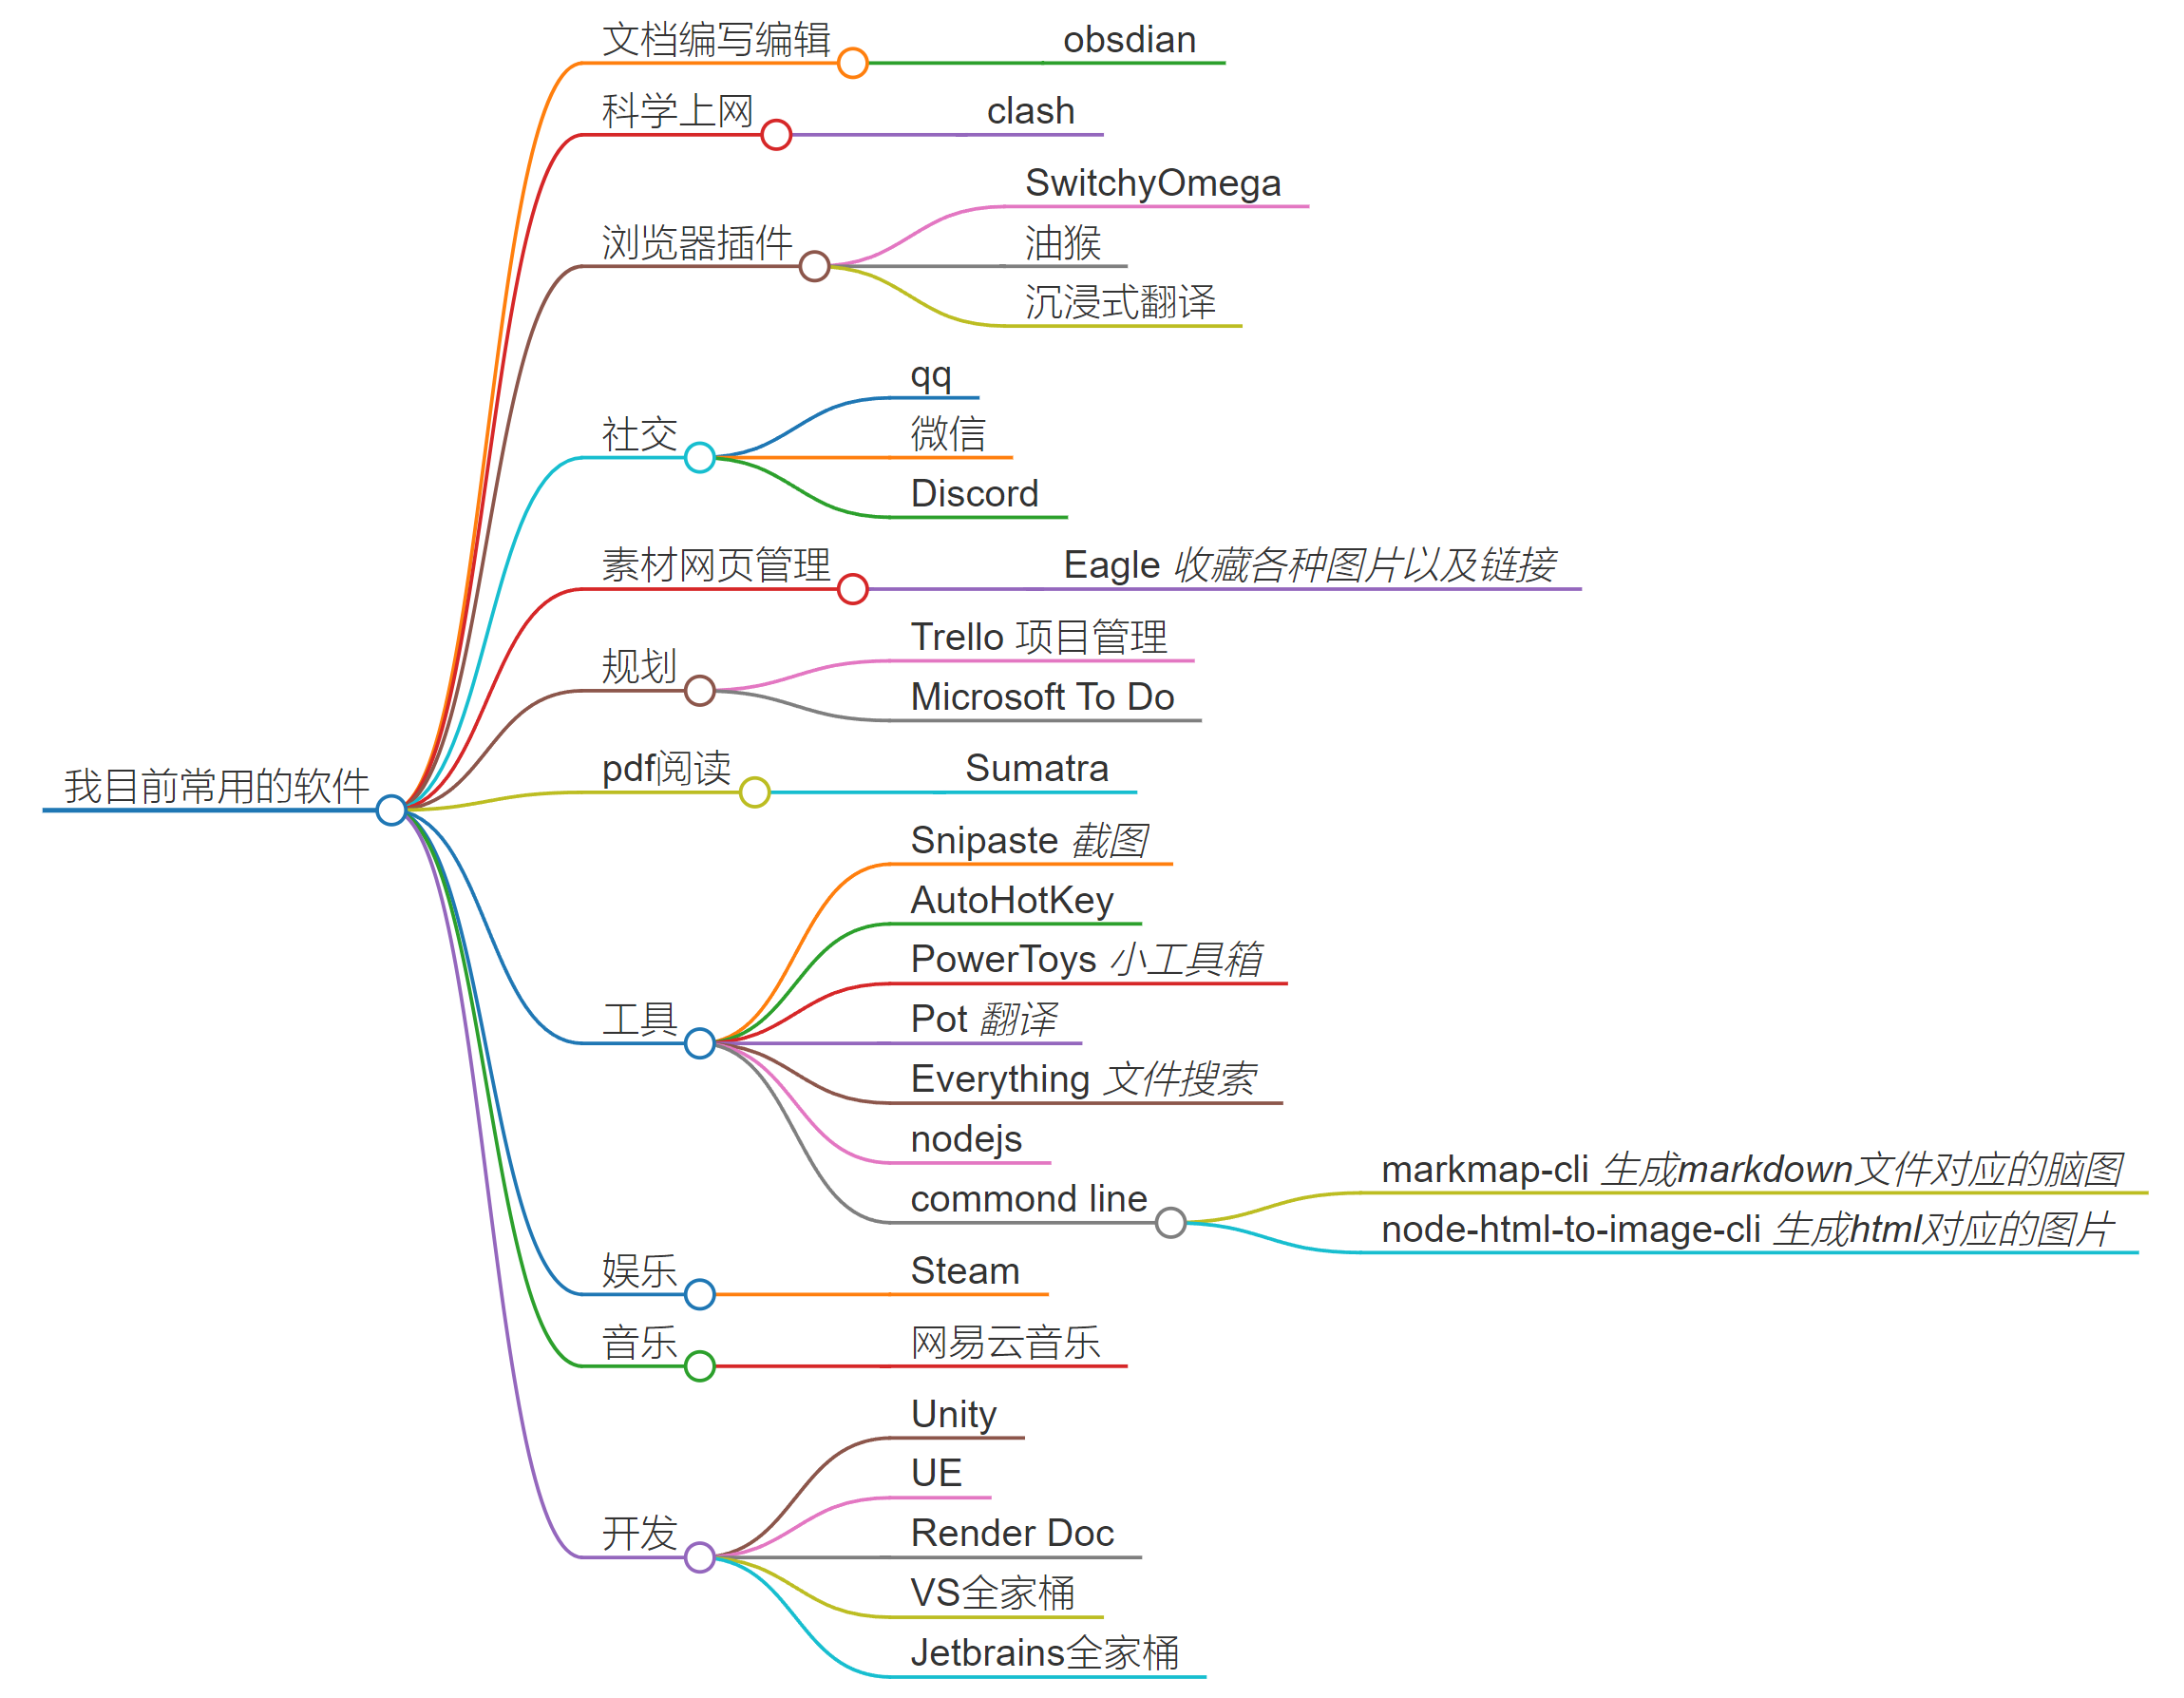 我目前常用的软件
文档编写编辑
obsdian
科学上网
clash
浏览器插件
SwitchyOmega
油猴
沉浸式翻译
社交
qq
微信
Discord
素材网页管理
Eagle 收藏各种图片以及链接
规划
Trello 项目管理
Microsoft To Do
pdf阅读
Sumatra
工具
Snipaste 截图
AutoHotKey
PowerToys 小工具箱
Pot 翻译
Everything 文件搜索
nodejs
commond line
markmap-cli 生成markdown文件对应的脑图
node-html-to-image-cli 生成html对应的图片
娱乐
Steam
音乐
网易云音乐
开发
Unity
UE
Render Doc
VS全家桶
Jetbrains全家桶